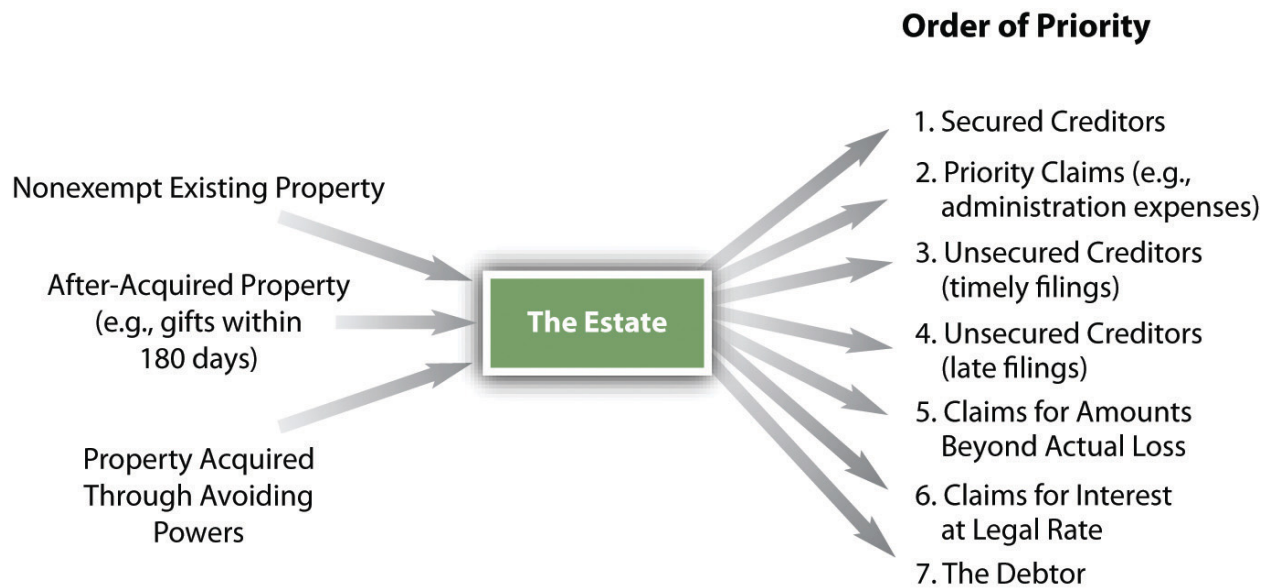 Order of Priority
Nonexempt Existing Property
After-Acquired Property
(e.g., gifts within
180 days)
Property Acquired
Through Avoiding
Powers
The Estate
1. Secured Creditors
2. Priority Claims (e.g.,
administration expenses)
3. Unsecured Creditors
(timely filings)
4. Unsecured Creditors
(late filings)
5. Claims for Amounts
Beyond Actual Loss
6. Claims for Interest
at Legal Rate
7. The Debtor